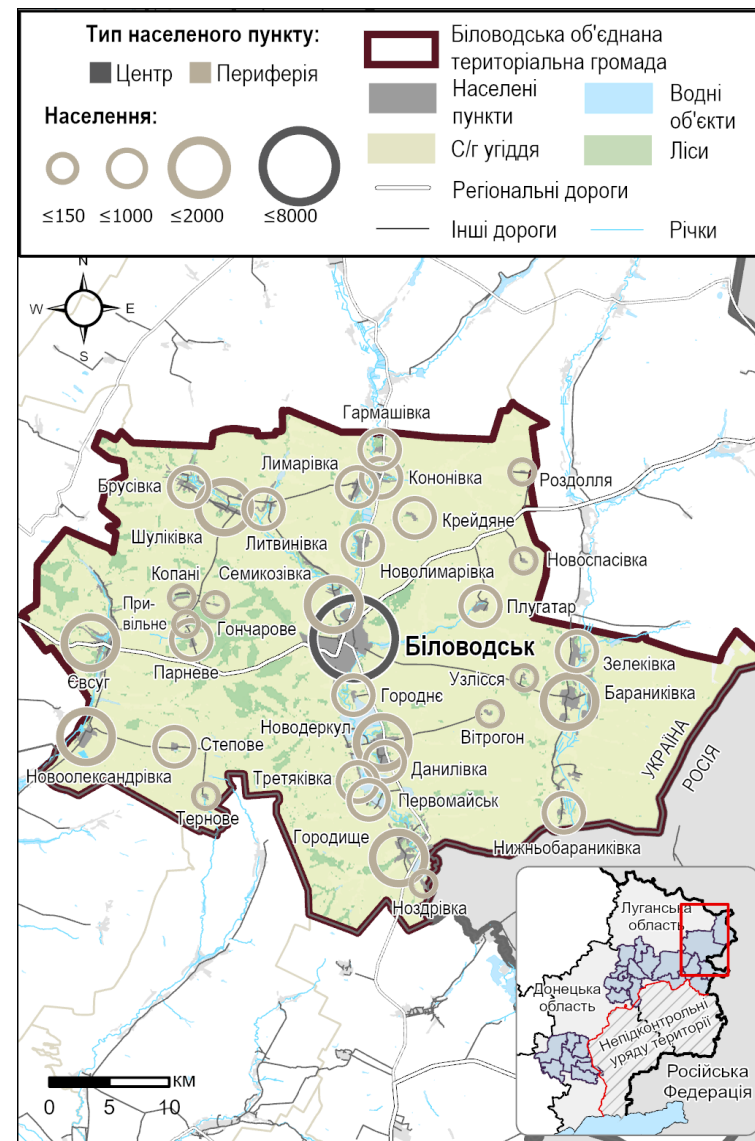 Тип населеного пункту:
Центр
Периферія
Населення:
≤150
≤1000
≤2000
≤8000
Біловодська об'єднана
територіальна громада
Населені
пункти
Водні
об'єкти
С/г угіддя
Ліси
Регіональні дороги
Інші дороги
Річки
N
W
E
S
Гармашівка
Лимарівка
Кононівка
Роздолля
Брусівка
Крейдяне
Шуліківка
Литвинівка
Новолимарівка
Новоспасівка
Копані
Семикозівка
Плугатар
При-
вільне
Гончарове
Біловодськ
Парневе
Зелеківка
Євсуг
Узлісся
Бараниківка
Городнє
Вітрогон
Новодеркул
УКРАЇНА
РОСІЯ
Степове
Данилівка
Новоолександрівка
Третяківка
Первомайськ
Тернове
Городище
Нижньобараниківка
Ноздрівка
Луганська
область
Донецька
область
Непідконтрольні
уряду території
Російська
Федерація
КМ
0
5
10